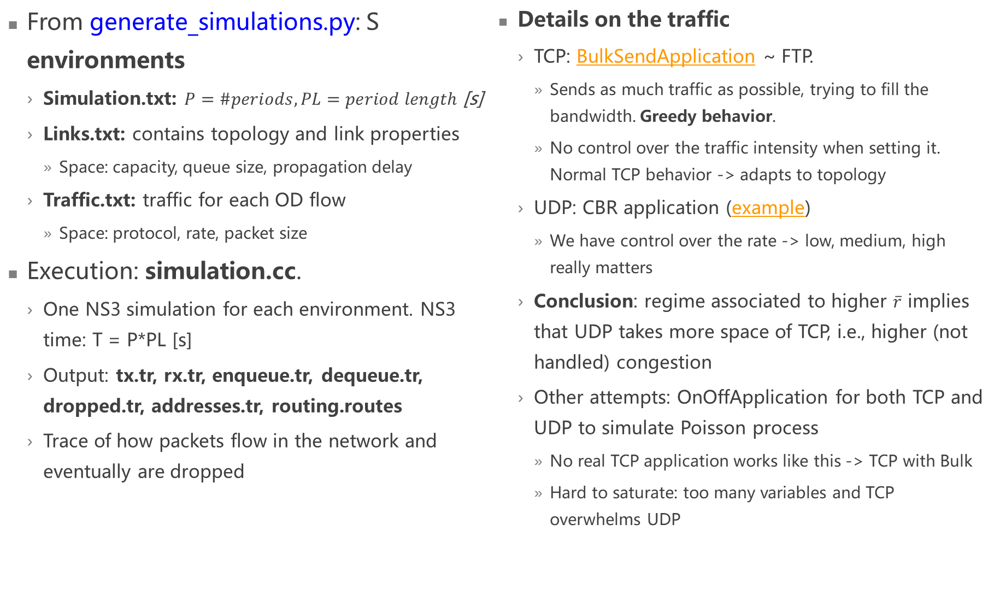 From generate_simulations.py: S
environments
› Simulation.txt: P = #periods, PL = period length [s]
› Links.txt: contains topology and link properties
» Space: capacity, queue size, propagation delay
› Traffic.txt: traffic for each OD flow
» Space: protocol, rate, packet size
Execution: simulation.cc.
› One NS3 simulation for each environment. NS3
time: T = P*PL [s]
› Output: tx.tr, rx.tr, enqueue.tr, dequeue.tr,
dropped.tr, addresses.tr, routing.routes
› Trace of how packets flow in the network and
eventually are dropped
Details on the traffic
› TCP: BulkSendApplication ~ FTP.
» Sends as much traffic as possible, trying to fill the
bandwidth. Greedy behavior.
» No control over the traffic intensity when setting it.
Normal TCP behavior -> adapts to topology
› UDP: CBR application (example)
» We have control over the rate -> low, medium, high
really matters
› Conclusion: regime associated to higher r̄ implies
that UDP takes more space of TCP, i.e., higher (not
handled) congestion
› Other attempts: OnOffApplication for both TCP and
UDP to simulate Poisson process
» No real TCP application works like this -> TCP with Bulk
» Hard to saturate: too many variables and TCP
overwhelms UDP